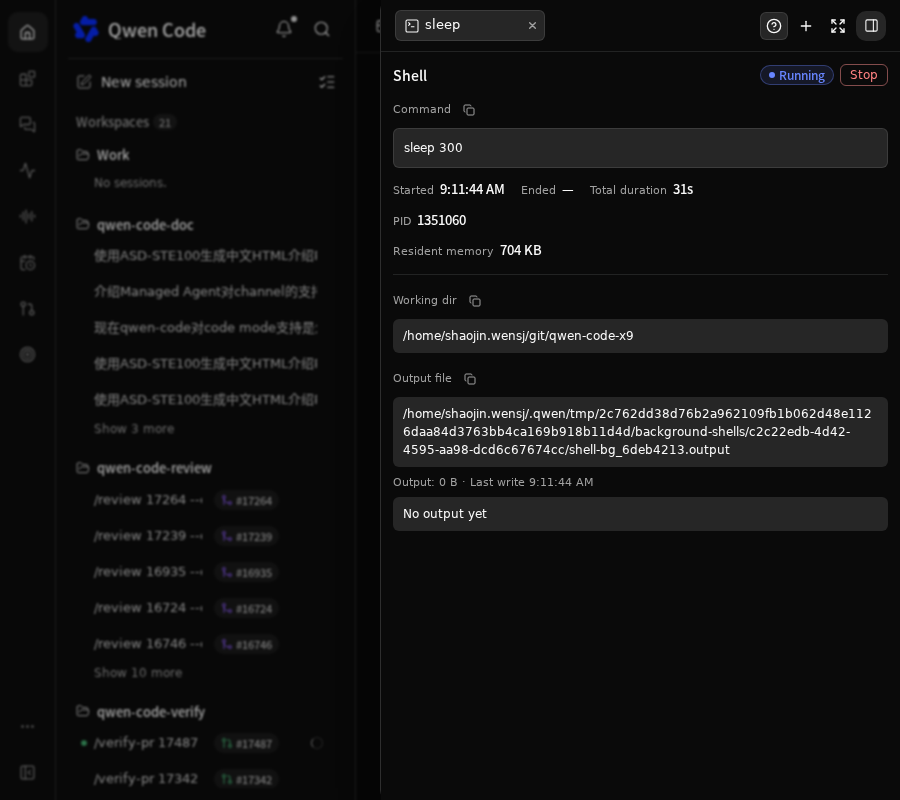 Qwen Code
New session
Workspaces 21
Work
No sessions.
qwen-code-doc
使用ASD-STE100生成中文HTML介绍
介绍Managed Agent对channel的支持
现在qwen-code对code mode支持是
使用ASD-STE100生成中文HTML介绍
使用ASD-STE100生成中文HTML介绍
Show 3 more
qwen-code-review
/review 17264 #17264
/review 17239 #17239
/review 16935 #16935
/review 16724 #16724
/review 16746 #16746
Show 10 more
qwen-code-verify
/verify-pr 17487 #17487
/verify-pr 17342 #17342
sleep
Shell Running Stop
Command
sleep 300
Started 9:11:44 AM Ended — Total duration 31s
PID 1351060
Resident memory 704 KB
Working dir
/home/shaojin.wensj/git/qwen-code-x9
Output file
/home/shaojin.wensj/.qwen/tmp/2c762dd38d76b2a962109fb1b062d48e112
6daa84d3763bb4ca169b918b11d4d/background-shells/c2c22edb-4d42-
4595-aa98-dcd6c67674cc/shell-bg_6deb4213.output
Output: 0 B · Last write 9:11:44 AM
No output yet